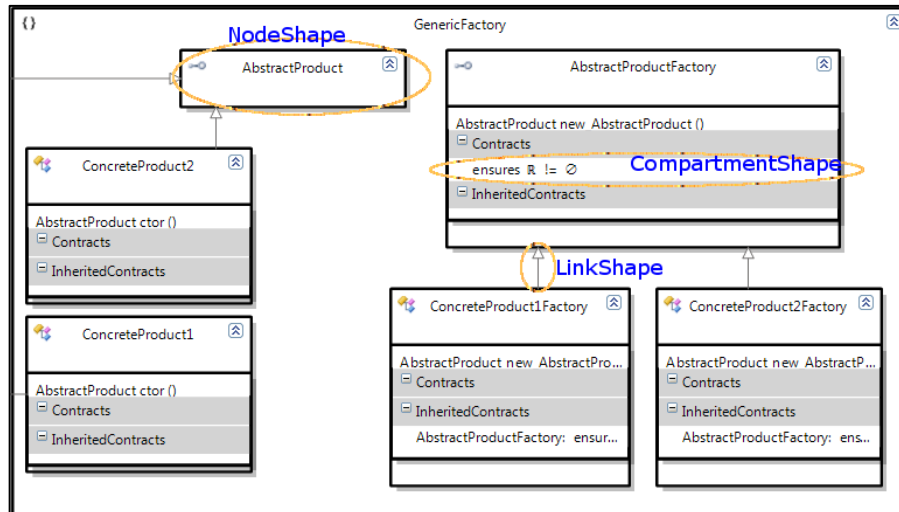 {} GenericFactory
NodeShape
AbstractProduct
AbstractProductFactory
AbstractProduct new AbstractProduct ()
Contracts
ensures ℝ != ∅
CompartmentShape
InheritedContracts
ConcreteProduct2
AbstractProduct ctor ()
Contracts
InheritedContracts
LinkShape
ConcreteProduct1
AbstractProduct ctor ()
Contracts
InheritedContracts
ConcreteProduct1Factory
AbstractProduct new AbstractPro...
Contracts
InheritedContracts
AbstractProductFactory: ensur...
ConcreteProduct2Factory
AbstractProduct new AbstractP...
Contracts
InheritedContracts
AbstractProductFactory: ens...